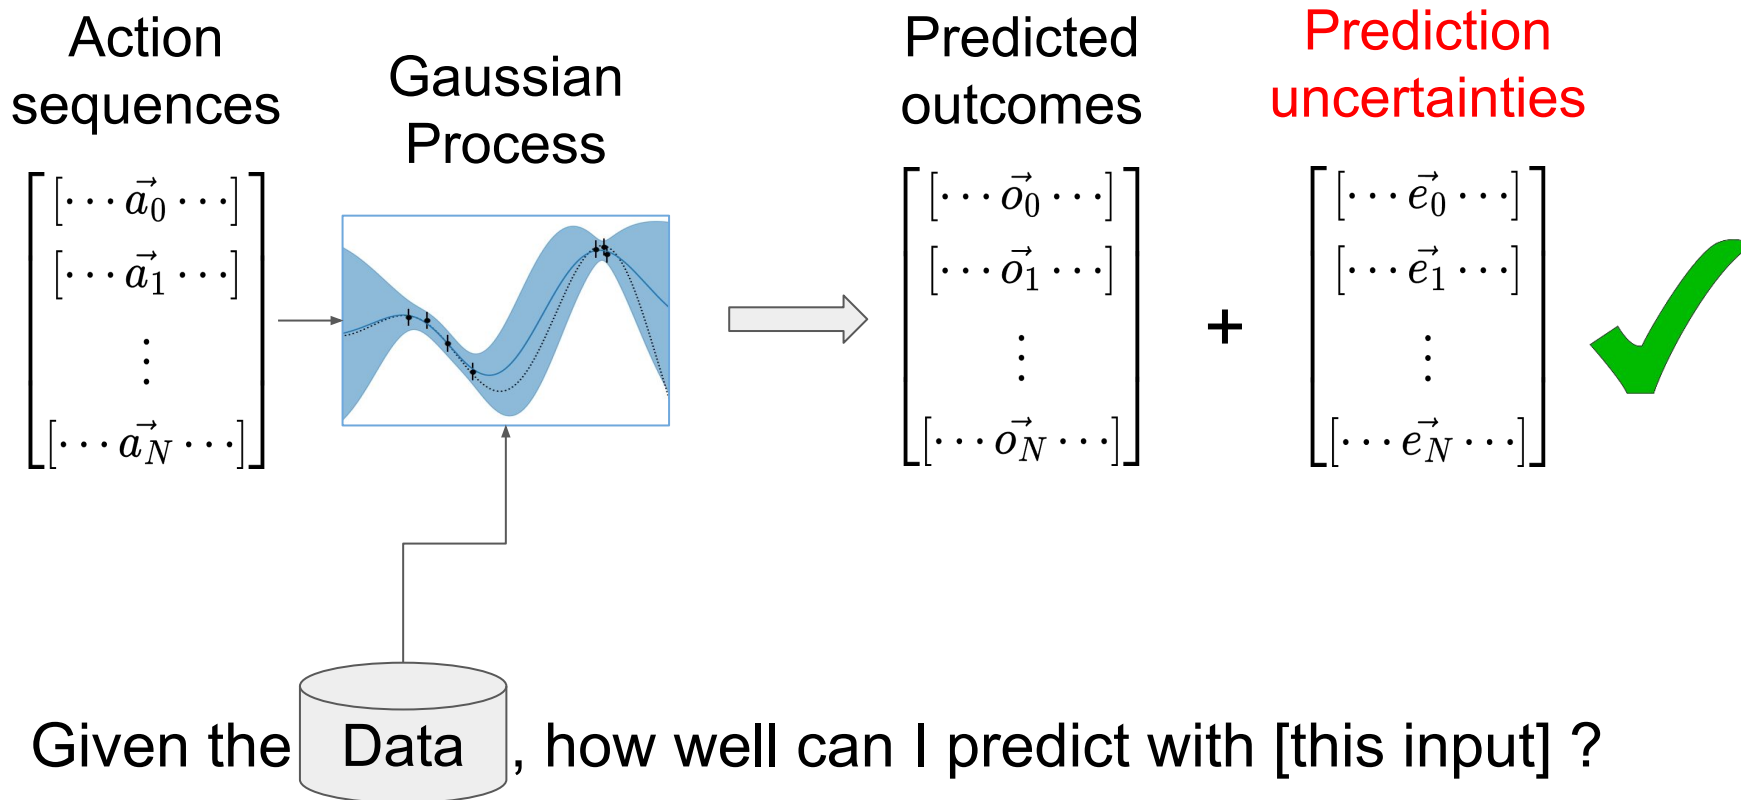 Action
sequences
Gaussian
Process
Predicted
outcomes
Prediction
uncertainties
[··· a⃗₀ ···]
[··· a⃗₁ ···]
⋮
[··· a⃗_N ···]
[··· o⃗₀ ···]
[··· o⃗₁ ···]
⋮
[··· o⃗_N ···]
+
[··· e⃗₀ ···]
[··· e⃗₁ ···]
⋮
[··· e⃗_N ···]
Given the Data , how well can I predict with [this input] ?